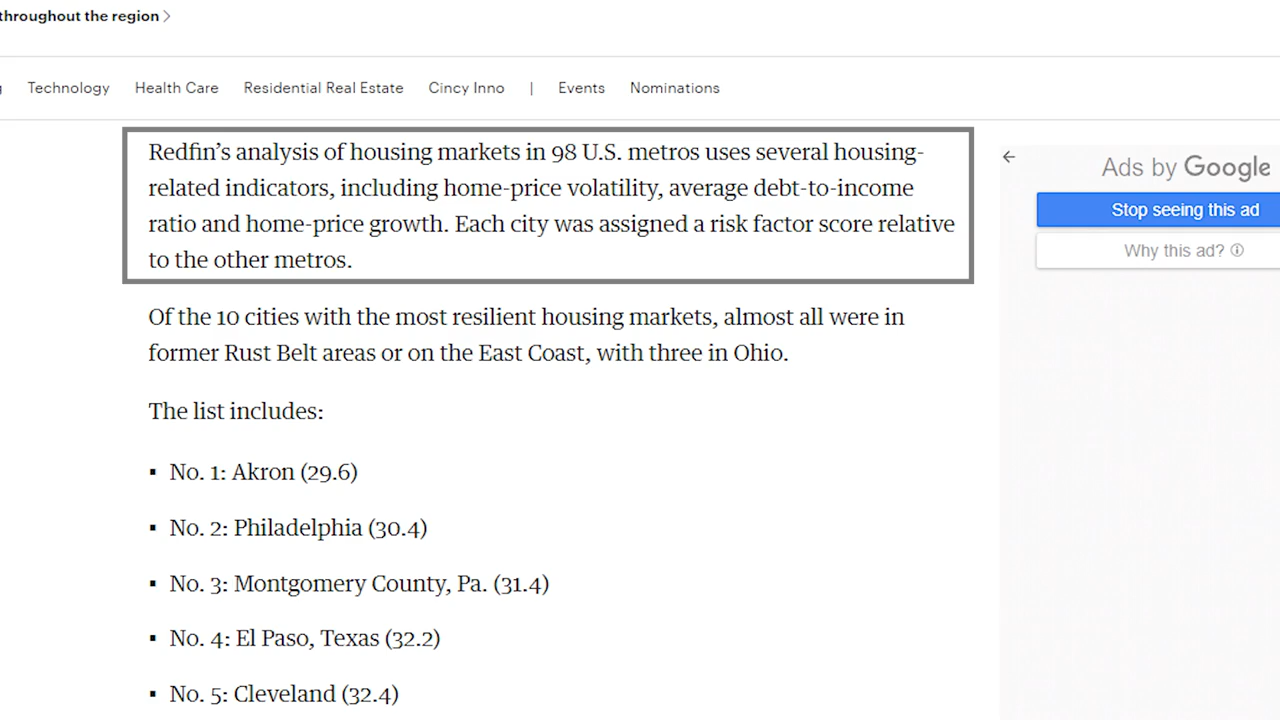 throughout the region
Technology Health Care Residential Real Estate Cincy Inno | Events Nominations
Redfin's analysis of housing markets in 98 U.S. metros uses several housing-
related indicators, including home-price volatility, average debt-to-income
ratio and home-price growth. Each city was assigned a risk factor score relative
to the other metros.
Of the 10 cities with the most resilient housing markets, almost all were in
former Rust Belt areas or on the East Coast, with three in Ohio.
The list includes:
▪ No. 1: Akron (29.6)
▪ No. 2: Philadelphia (30.4)
▪ No. 3: Montgomery County, Pa. (31.4)
▪ No. 4: El Paso, Texas (32.2)
▪ No. 5: Cleveland (32.4)
Ads by Google
Stop seeing this ad
Why this ad?